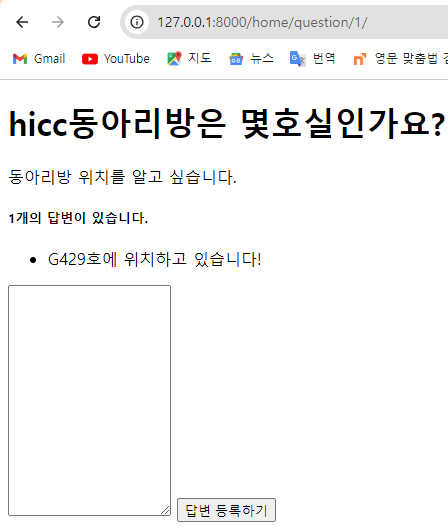 127.0.0.1:8000/home/question/1/
Gmail YouTube 지도 뉴스 번역 영문 맞춤법
hicc동아리방은 몇호실인가요?
동아리방 위치를 알고 싶습니다.
1개의 답변이 있습니다.
• G429호에 위치하고 있습니다!
답변 등록하기